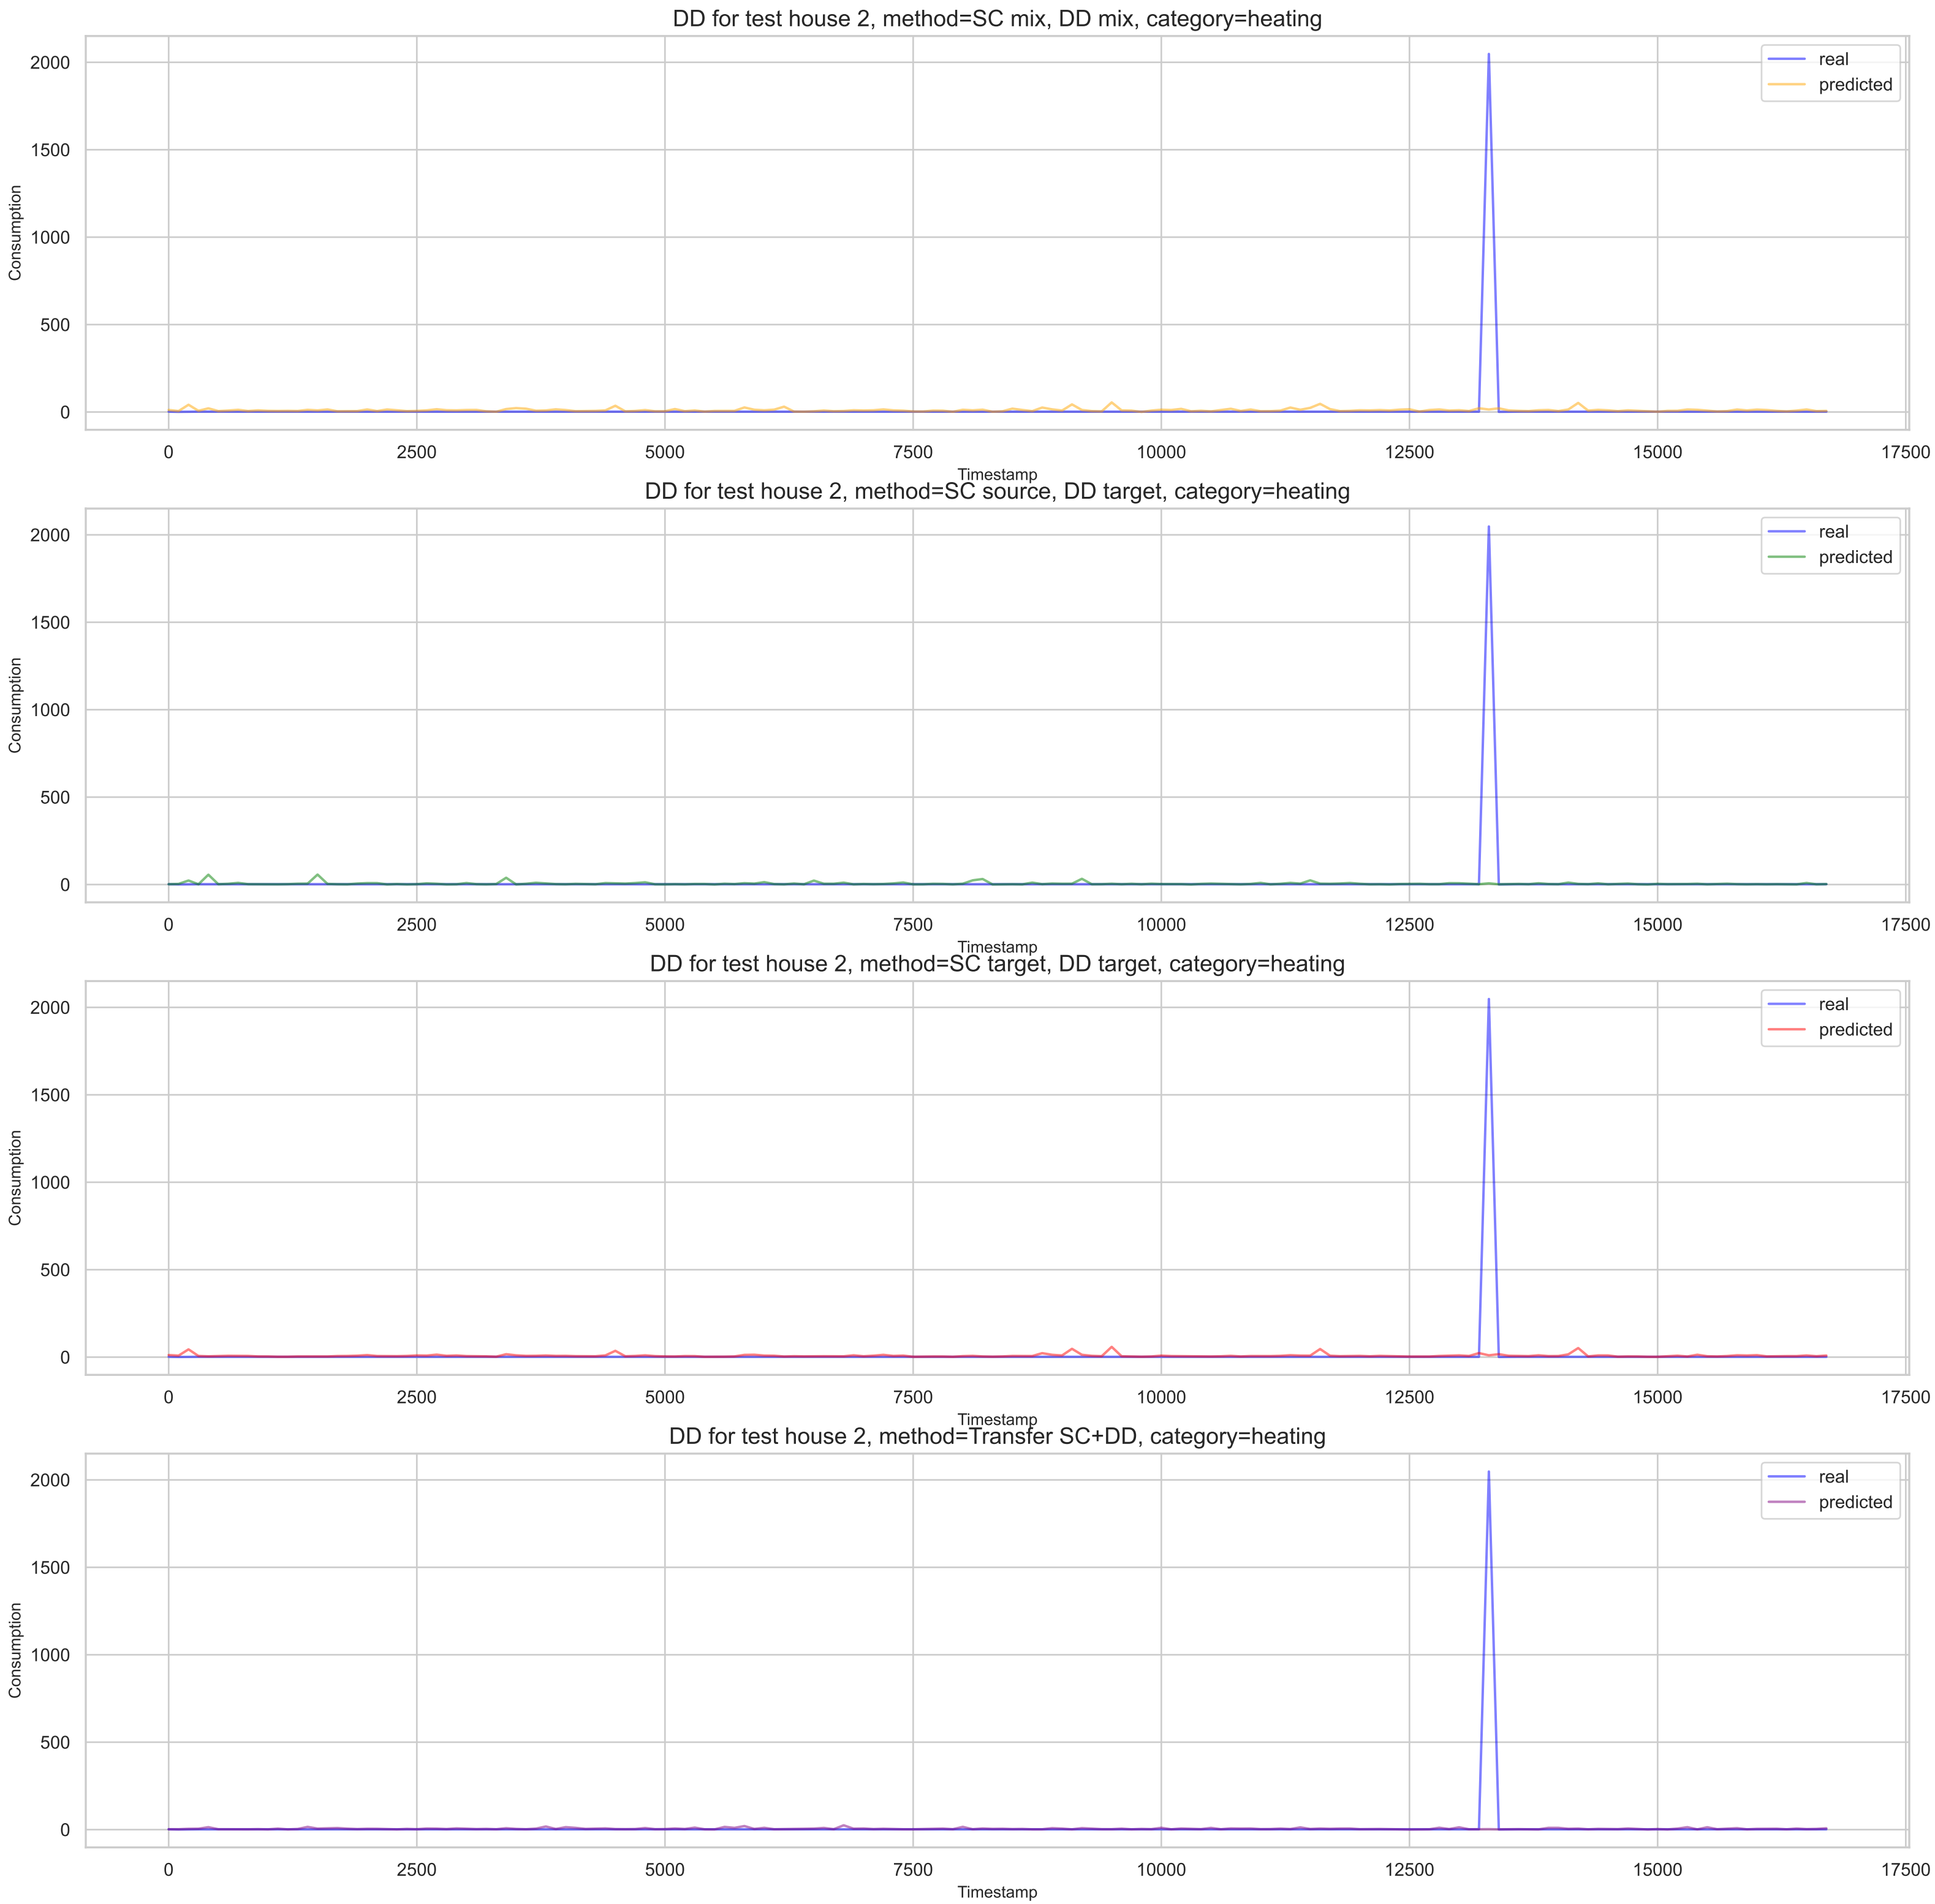 DD for test house 2, method=SC mix, DD mix, category=heating
real
predicted
2000
1500
1000
500
0
Consumption
0 2500 5000 7500 10000 12500 15000 17500
Timestamp
DD for test house 2, method=SC source, DD target, category=heating
real
predicted
2000
1500
1000
500
0
Consumption
0 2500 5000 7500 10000 12500 15000 17500
Timestamp
DD for test house 2, method=SC target, DD target, category=heating
real
predicted
2000
1500
1000
500
0
Consumption
0 2500 5000 7500 10000 12500 15000 17500
Timestamp
DD for test house 2, method=Transfer SC+DD, category=heating
real
predicted
2000
1500
1000
500
0
Consumption
0 2500 5000 7500 10000 12500 15000 17500
Timestamp